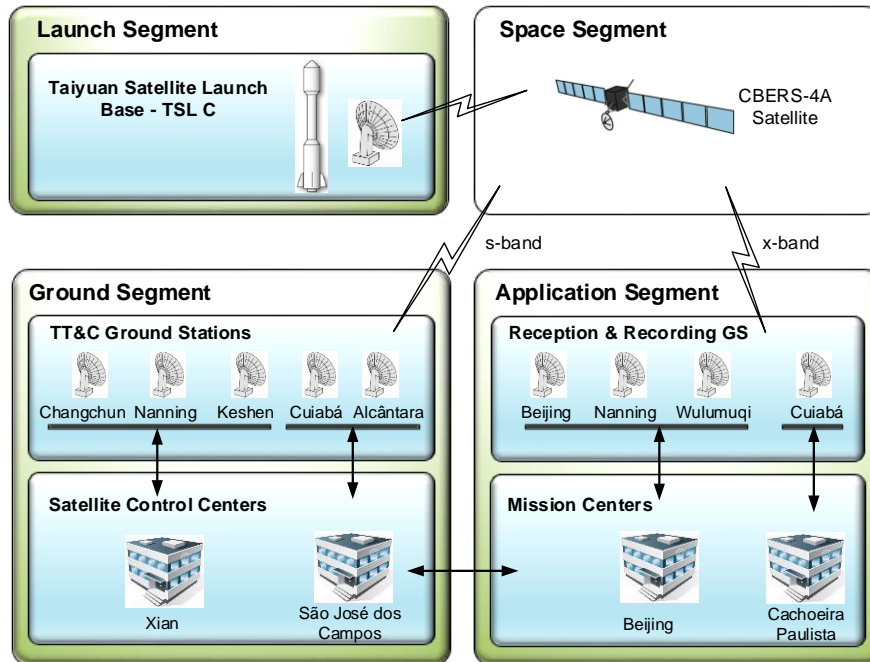 Launch Segment
Taiyuan Satellite Launch
Base - TSL C
Space Segment
CBERS-4A
Satellite
s-band
x-band
Ground Segment
TT&C Ground Stations
Changchun
Nanning
Keshen
Cuiabá
Alcântara
Satellite Control Centers
Xian
São José dos
Campos
Application Segment
Reception & Recording GS
Beijing
Nanning
Wulumuqi
Cuiabá
Mission Centers
Beijing
Cachoeira
Paulista